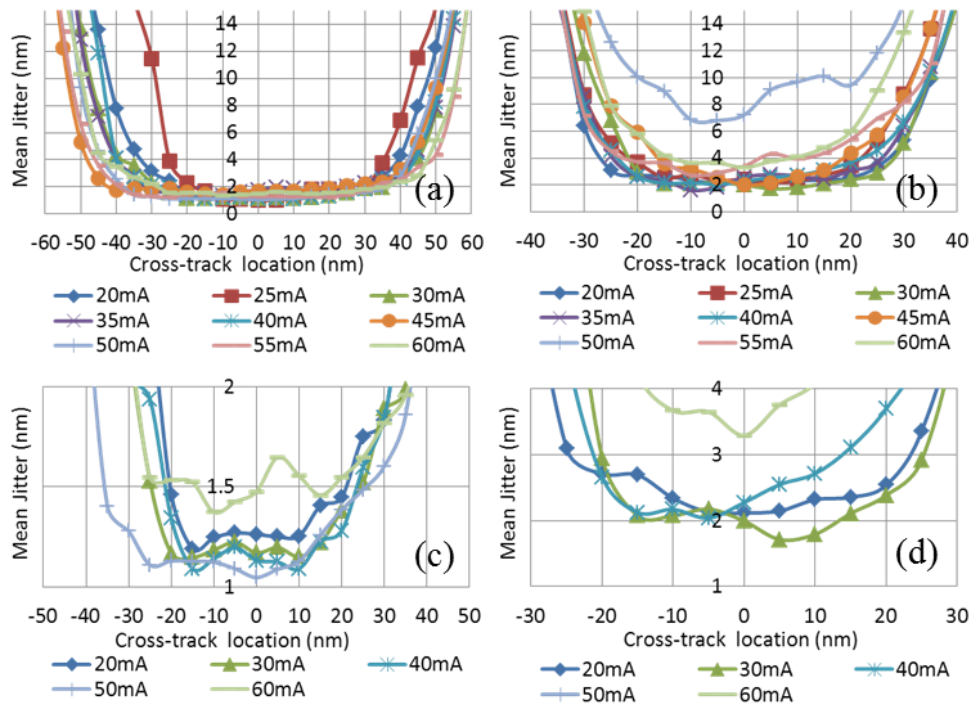 Mean Jitter (nm)
14
12
10
8
6
4
2
0
(a)
-60 -50 -40 -30 -20 -10 0 10 20 30 40 50 60
Cross-track location (nm)
20mA 25mA 30mA
35mA 40mA 45mA
50mA 55mA 60mA
Mean Jitter (nm)
14
12
10
8
6
4
2
0
(b)
-40 -30 -20 -10 0 10 20 30 40
Cross-track location (nm)
20mA 25mA 30mA
35mA 40mA 45mA
50mA 55mA 60mA
Mean Jitter (nm)
2
1.5
1
(c)
-50 -40 -30 -20 -10 0 10 20 30 40 50
Cross-track location (nm)
20mA 30mA 40mA
50mA 60mA
Mean Jitter (nm)
4
3
2
1
(d)
-30 -20 -10 0 10 20 30
Cross-track location (nm)
20mA 30mA 40mA
50mA 60mA